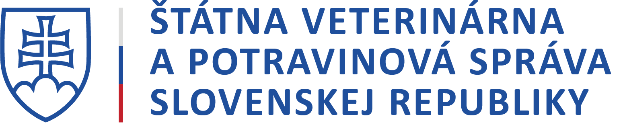 ŠTÁTNA VETERINÁRNA
A POTRAVINOVÁ SPRÁVA
SLOVENSKEJ REPUBLIKY